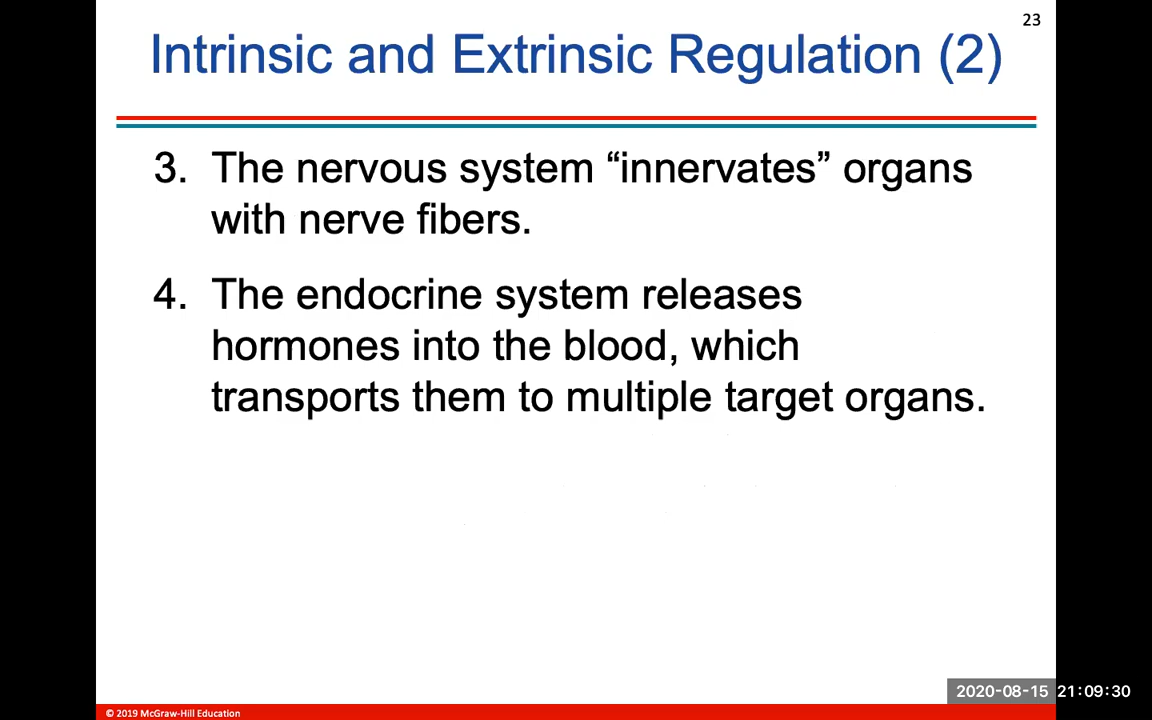 23
Intrinsic and Extrinsic Regulation (2)
3. The nervous system “innervates” organs
with nerve fibers.
4. The endocrine system releases
hormones into the blood, which
transports them to multiple target organs.
2020-08-15 21:09:30
© 2019 McGraw-Hill Education